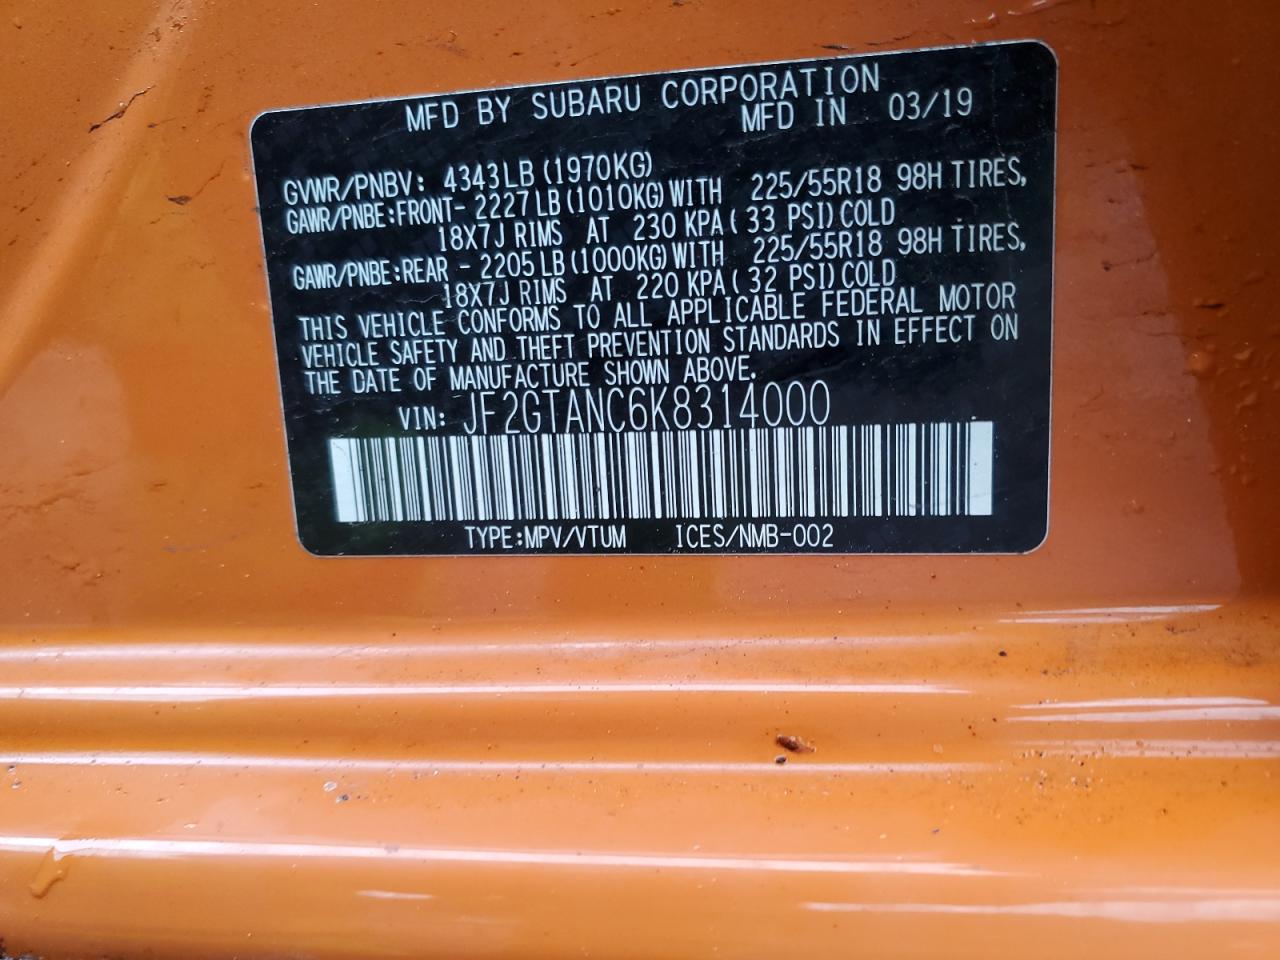 MFD BY SUBARU CORPORATION
MFD IN 03/19
GVWR/PNBV: 4343LB (1970KG)
GAWR/PNBE:FRONT- 2227LB (1010KG) WITH 225/55R18 98H TIRES,
18X7J RIMS AT 230 KPA ( 33 PSI) COLD
GAWR/PNBE:REAR - 2205LB (1000KG) WITH 225/55R18 98H TIRES,
18X7J RIMS AT 220 KPA ( 32 PSI) COLD
THIS VEHICLE CONFORMS TO ALL APPLICABLE FEDERAL MOTOR
VEHICLE SAFETY AND THEFT PREVENTION STANDARDS IN EFFECT ON
THE DATE OF MANUFACTURE SHOWN ABOVE.
VIN: JF2GTANC6K8314000
TYPE:MPV/VTUM ICES/NMB-002